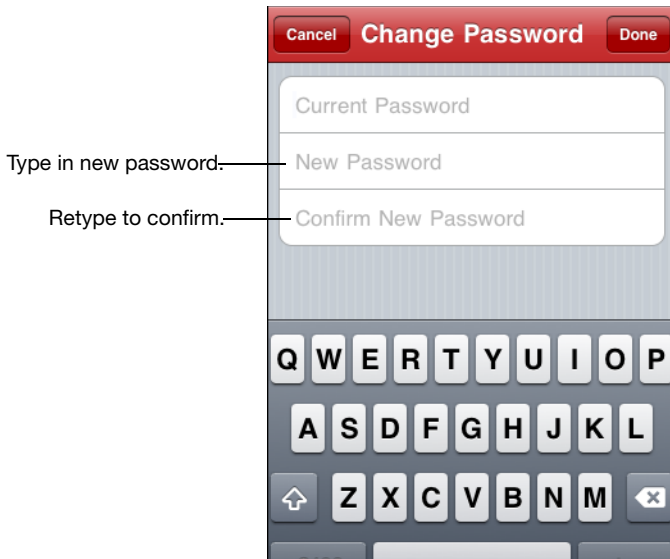 Cancel Change Password Done
Current Password
Type in new password. New Password
Retype to confirm. Confirm New Password
Q W E R T Y U I O P
A S D F G H J K L
Z X C V B N M